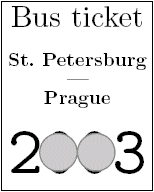 Bus ticket
St. Petersburg
—
Prague
2003